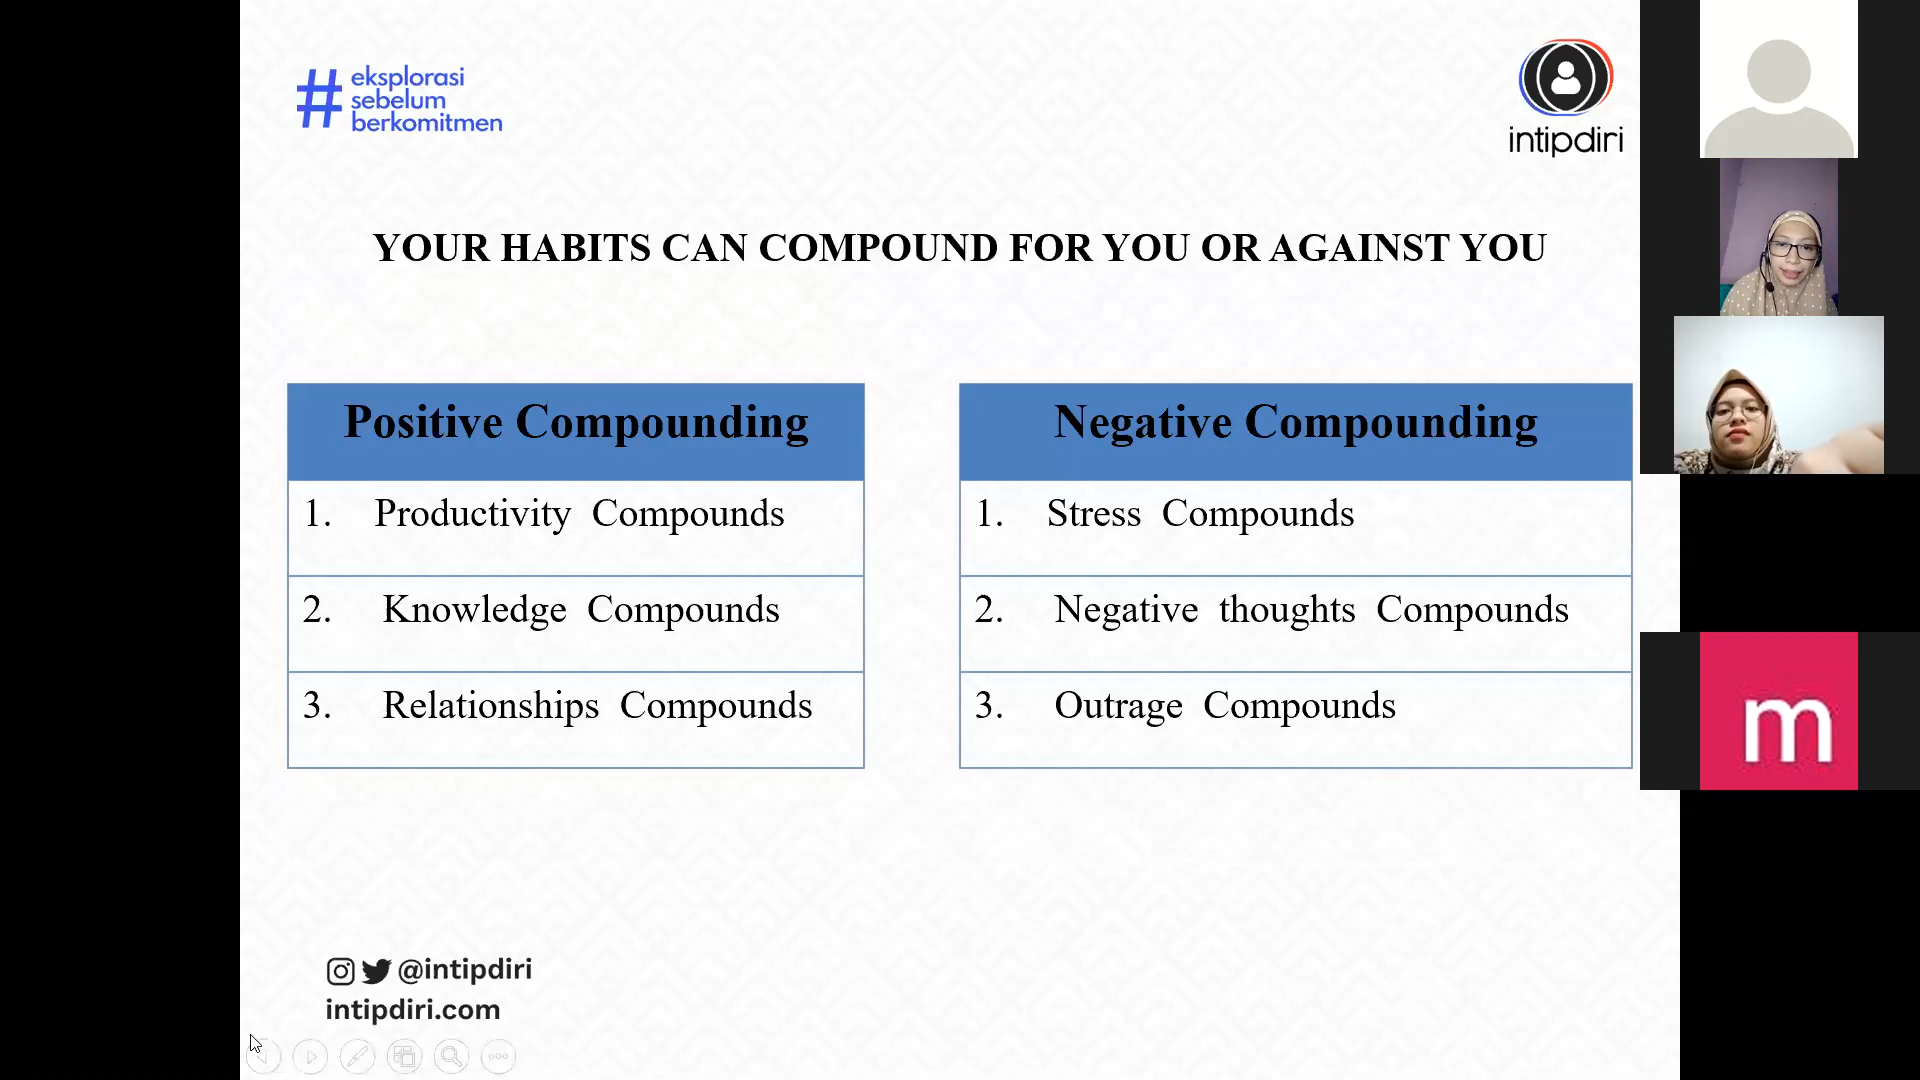 # eksplorasi
sebelum
berkomitmen
intipdiri
YOUR HABITS CAN COMPOUND FOR YOU OR AGAINST YOU
Positive Compounding
1. Productivity Compounds
2. Knowledge Compounds
3. Relationships Compounds
Negative Compounding
1. Stress Compounds
2. Negative thoughts Compounds
3. Outrage Compounds
@intipdiri
intipdiri.com
m